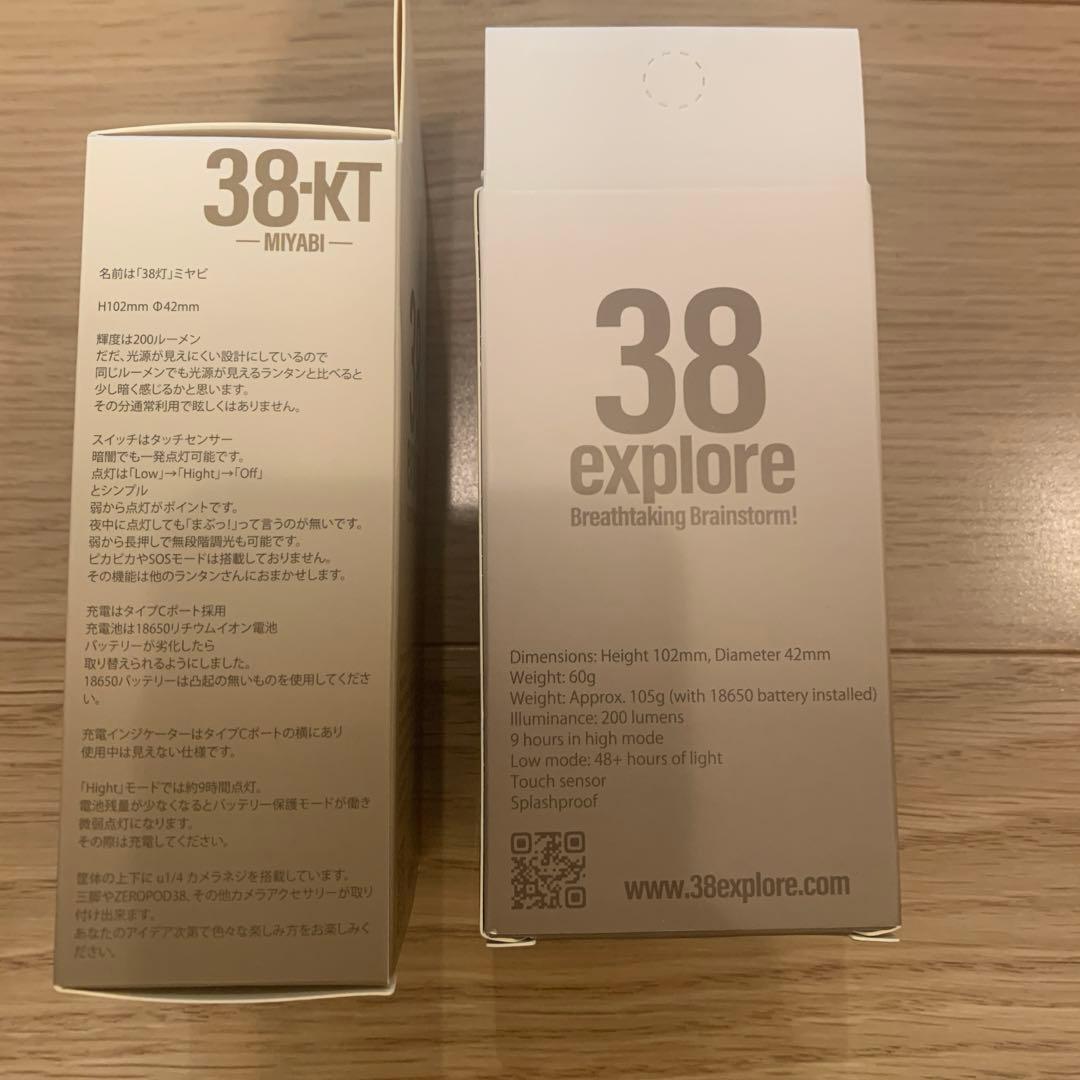 38-KT
MIYABI
名前は「38灯」ミヤビ
H102mm Φ42mm
輝度は200ルーメン
だだ、光源が見えにくい設計にしているので
同じルーメンでも光源が見えるランタンと比べると
少し暗く感じるかと思います。
その分通常利用で眩しくはありません。
スイッチはタッチセンサー
暗闇でも一発点灯可能です。
点灯は「Low」→「Hight」→「Off」
とシンプル
弱から点灯がポイントです。
夜中に点灯しても「まぶっ!」って言うのが無いです。
弱から長押しで無段階調光も可能です。
ピカピカやSOSモードは搭載しておりません。
その機能は他のランタンさんにおまかせします。
充電はタイプCポート採用
充電池は18650リチウムイオン電池
バッテリーが劣化したら
取り替えられるようにしました。
18650バッテリーは凸起の無いものを使用してくださ
い。
充電インジケーターはタイプCポートの横にあり
使用中は見えない仕様です。
「Hight」モードでは約9時間点灯。
電池残量が少なくなるとバッテリー保護モードが働き
微弱点灯になります。
その際は充電してください。
筐体の上下に u1/4 カメラネジを搭載しています。
三脚やZEROPOD38、その他カメラアクセサリーが取り
付け出来ます。
あなたのアイデア次第で色々な楽しみ方をお楽しみく
ださい。
38
explore
Breathtaking Brainstorm!
Dimensions: Height 102mm, Diameter 42mm
Weight: 60g
Weight: Approx. 105g (with 18650 battery installed)
Illuminance: 200 lumens
9 hours in high mode
Low mode: 48+ hours of light
Touch sensor
Splashproof
www.38explore.com